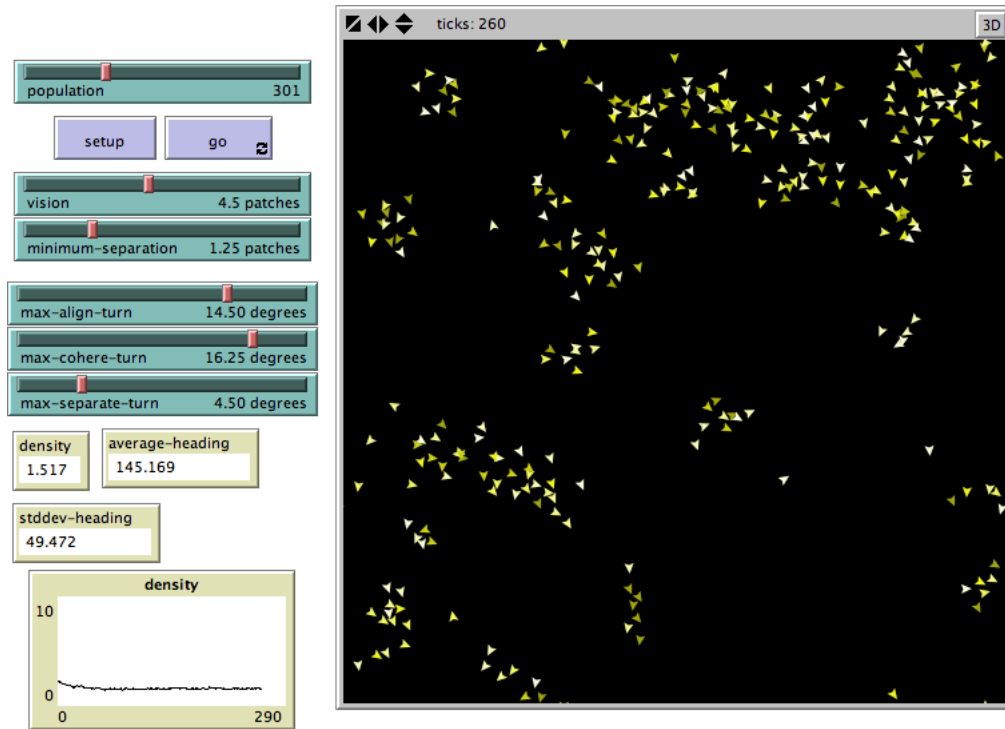 ticks: 260
3D
population 301
setup
go
vision 4.5 patches
minimum-separation 1.25 patches
max-align-turn 14.50 degrees
max-cohere-turn 16.25 degrees
max-separate-turn 4.50 degrees
density
1.517
average-heading
145.169
stddev-heading
49.472
density
10
0
0 290